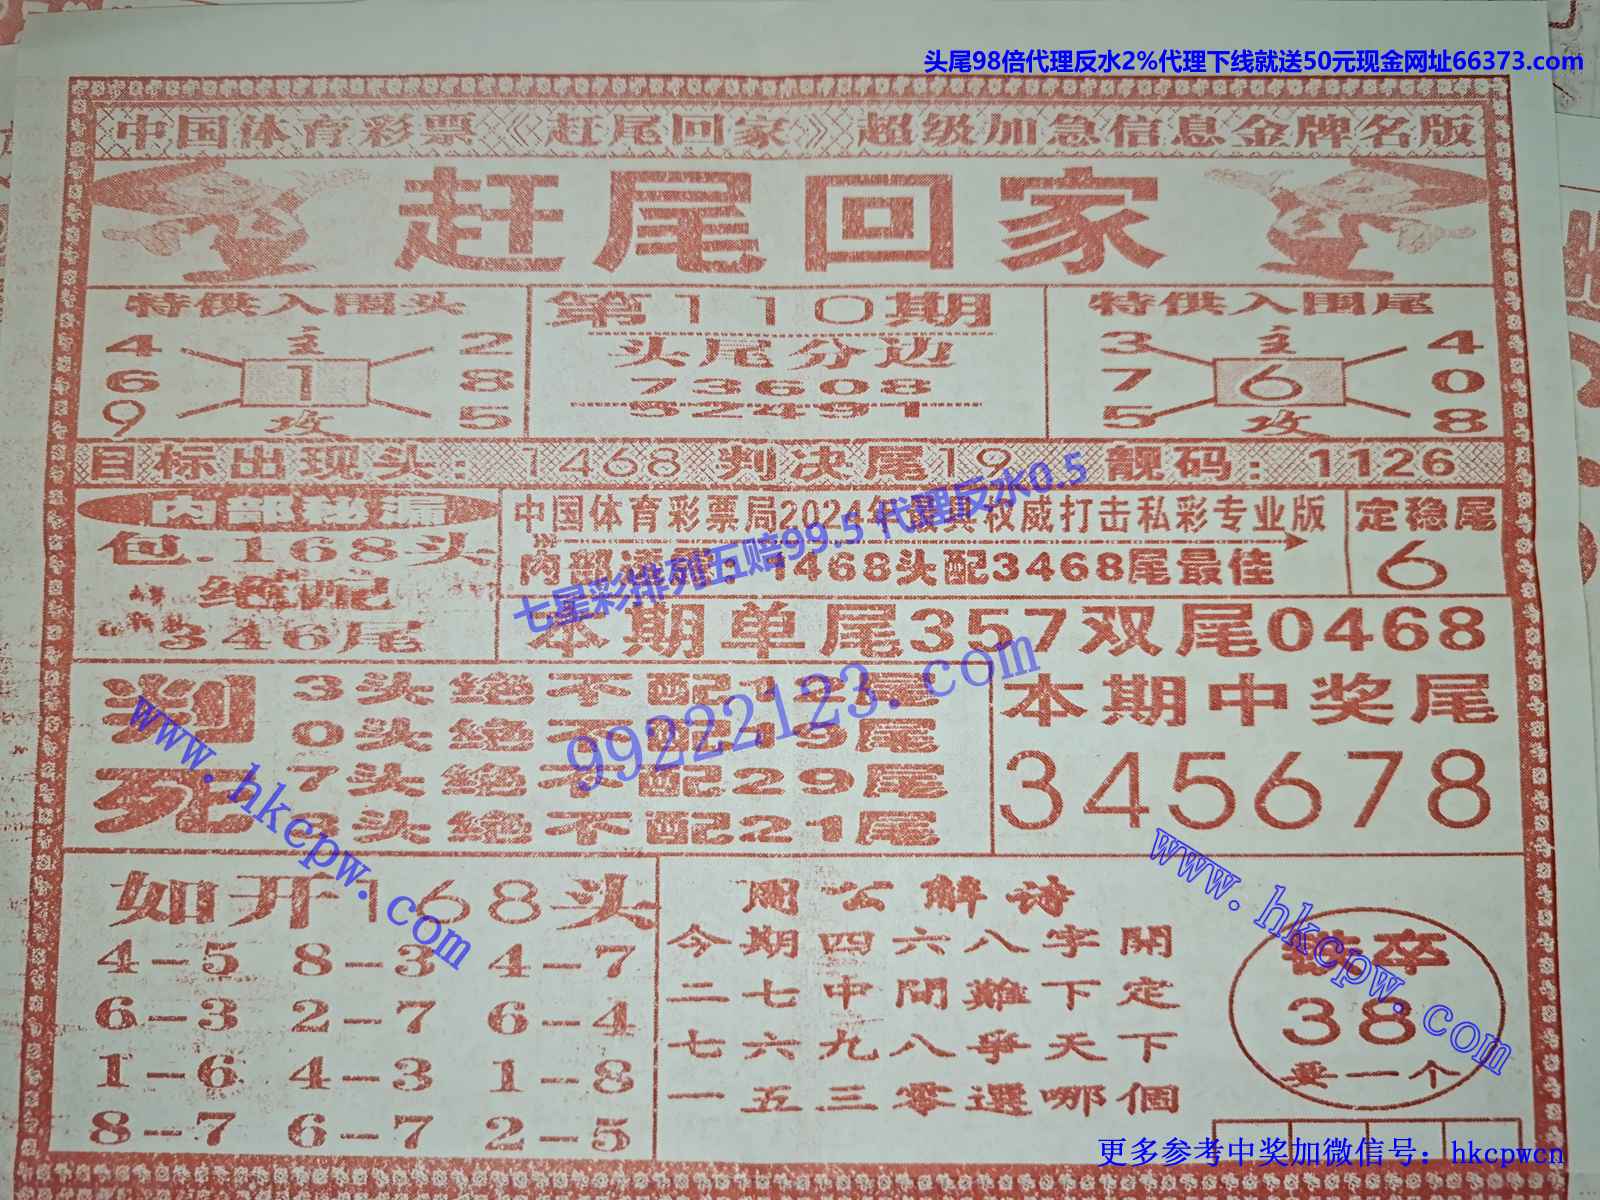 头尾98倍代理反水2%代理下线就送50元现金网址66373.com
中国体育彩票《赶尾回家》超级加急信息金牌名版
赶尾回家
特供入围头
4 主 2
6 1 8
9 攻 5
第110期
头尾分边
73608
52491
特供入围尾
3 主 4
7 6 0
5 攻 8
目标出现头：1468 判决尾19 靓码：1126
内部秘漏
包.168头
绝配
346尾
中国体育彩票局2024年最具权威打击私彩专业版
内部透密：1468头配3468尾最佳
定稳尾
6
七星彩排列五赔99.5 代理反水0.5
本期单尾357双尾0468
判死
3头绝不配尾
0头绝不配15尾
7头绝不配29尾
头绝不配21尾
99222123.com
本期中奖尾
345678
www.hkcpw.com
www.hkcpw.com
如开168头
4-5 8-3 4-7
6-3 2-7 6-4
1-6 4-3 1-8
8-7 6-7 2-5
周公解诗
今期四六八字開
二七中間難下定
七六九八爭天下
一五三零選哪個
卒
38
要一个
更多参考中奖加微信号：hkcpwcn